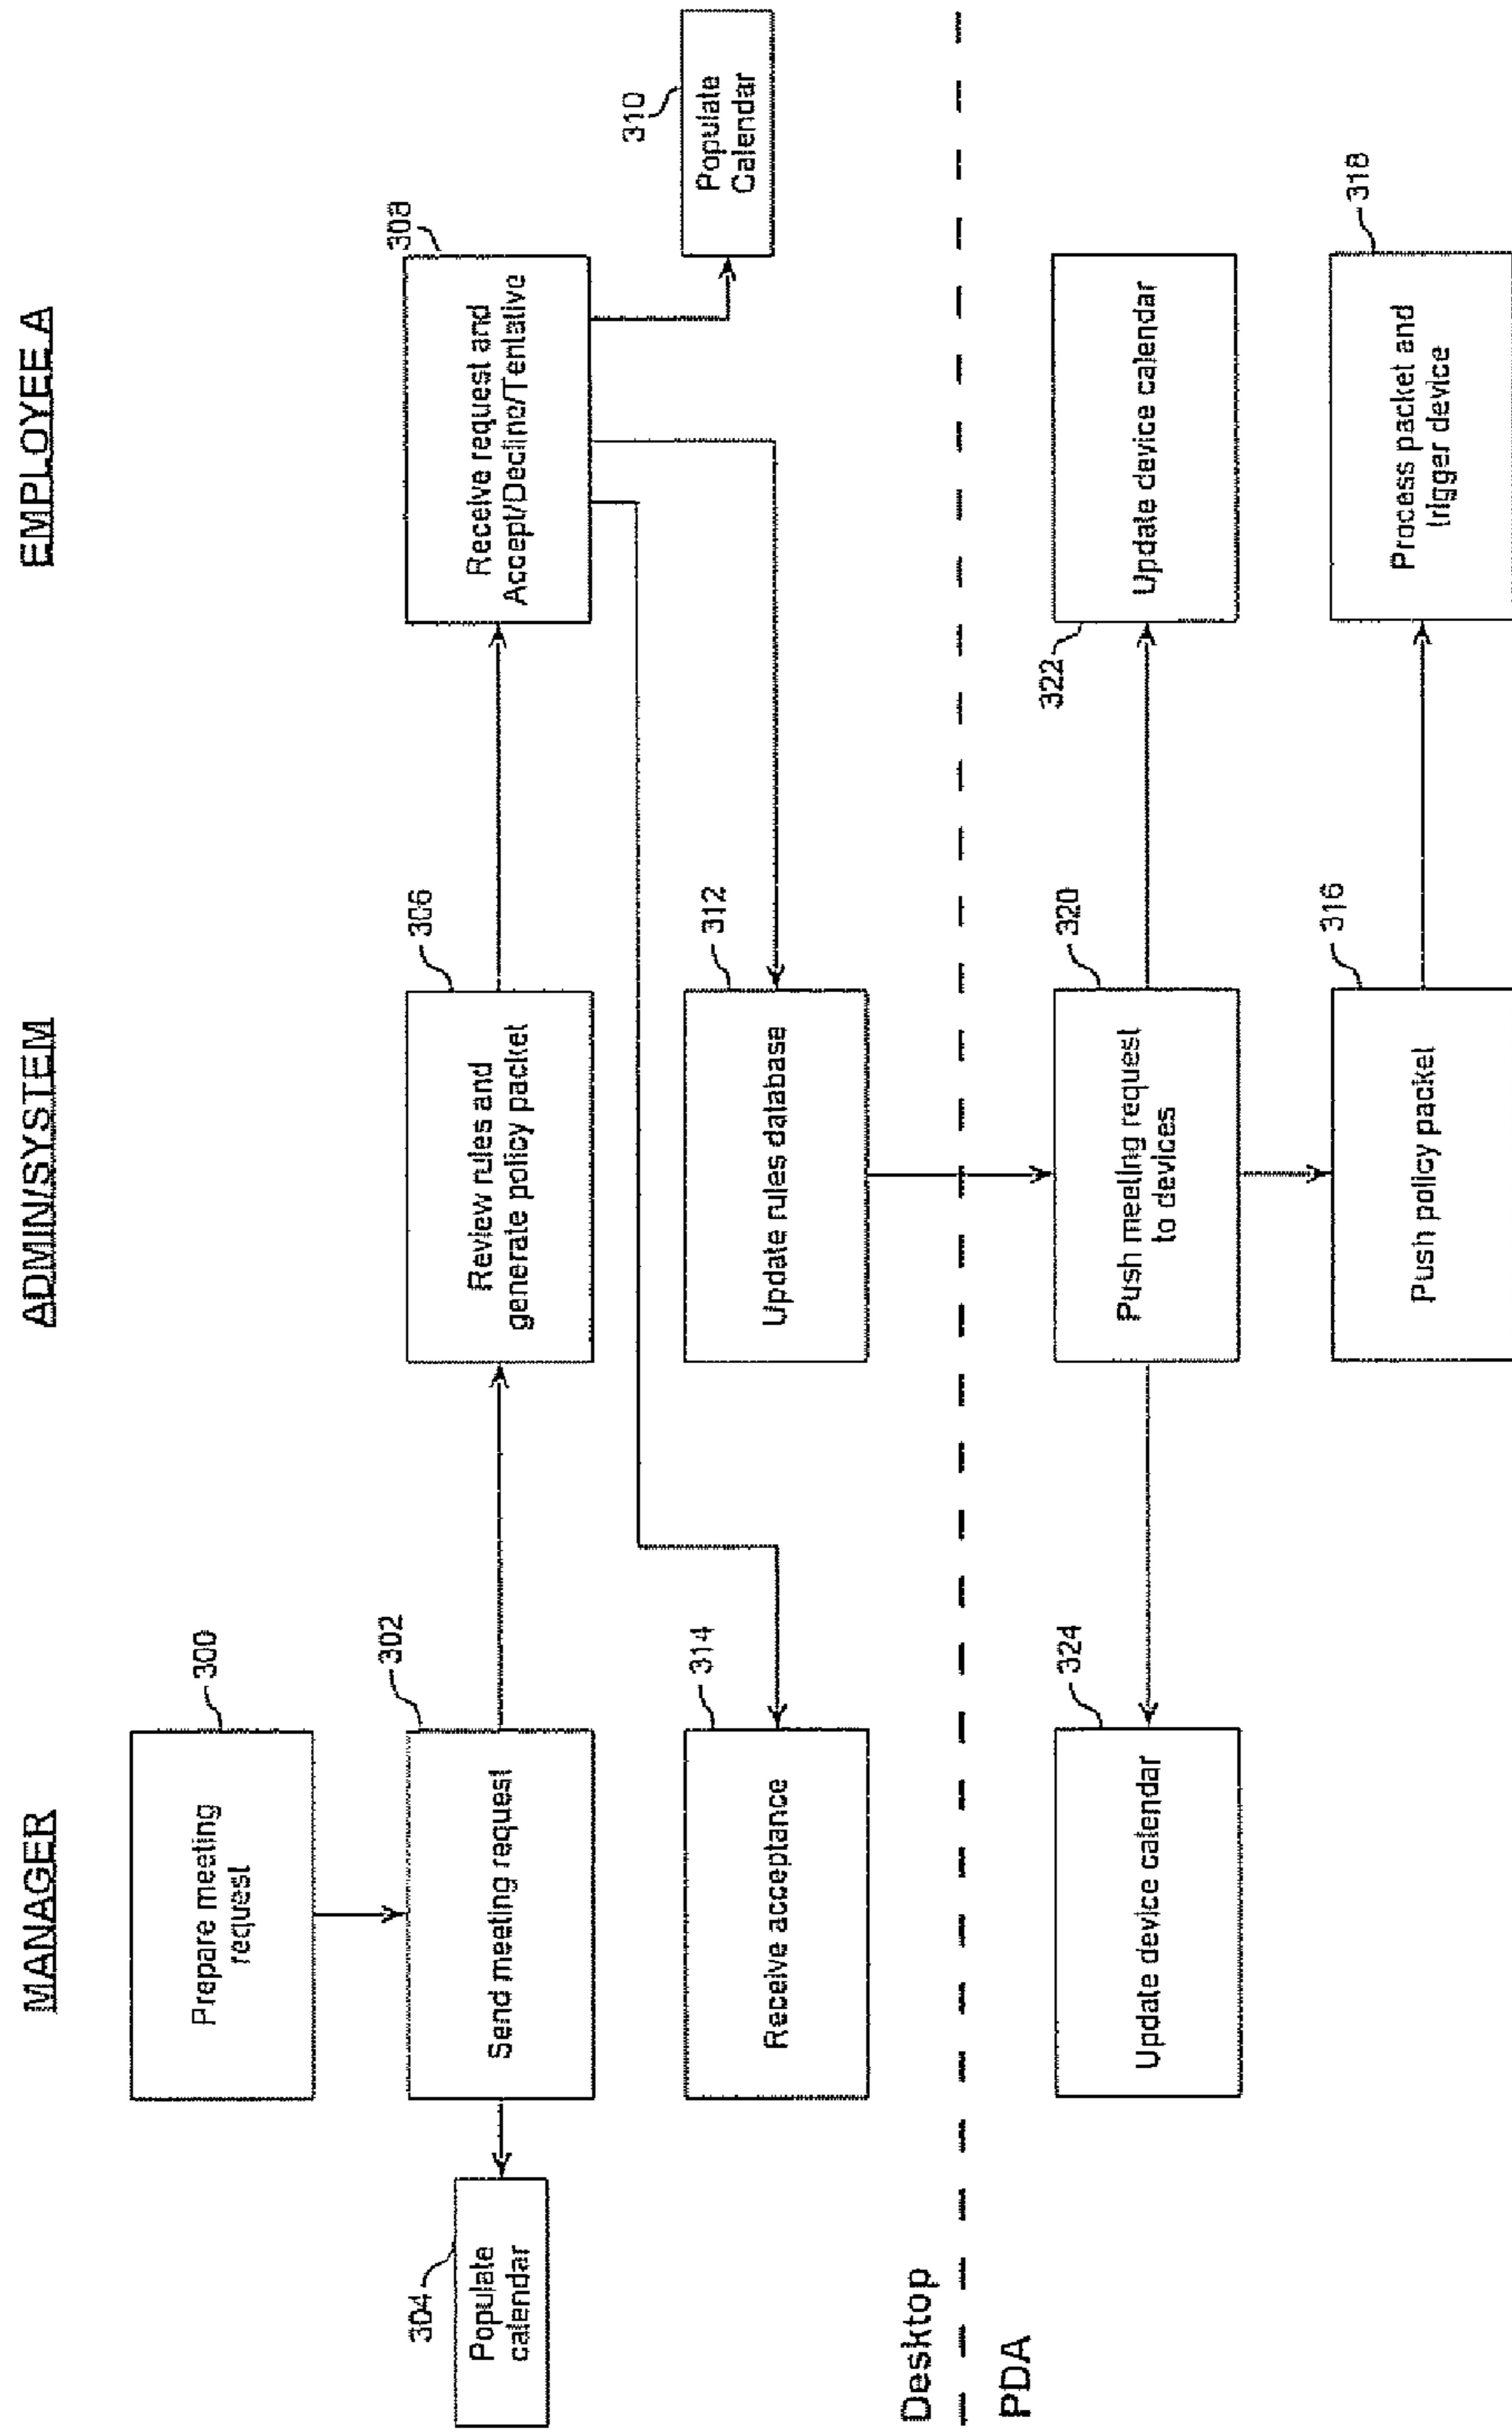 MANAGER
ADMIN/SYSTEM
EMPLOYEE A
300
Prepare meeting
request
302
Send meeting request
304
Populate
calendar
306
Review rules and
generate policy packet
308
Receive request and
Accept/Decline/Tentative
310
Populate
Calendar
314
Receive acceptance
312
Update rules database
Desktop
PDA
324
Update device calendar
320
Push meeting request
to devices
322
Update device calendar
316
Push policy packet
318
Process packet and
trigger device